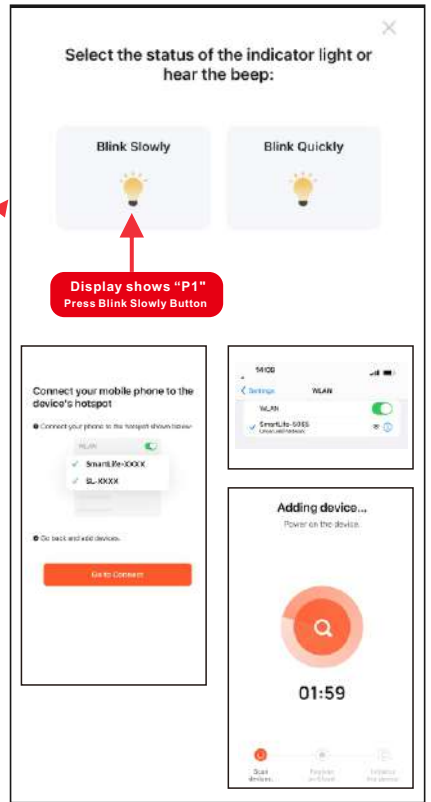 Select the status of the indicator light or
hear the beep:
Blink Slowly
Blink Quickly
Display shows “P1"
Press Blink Slowly Button
Connect your mobile phone to the
device's hotspot
Connect your phone to the hotspot shown below:
WLAN
SmartLife-XXXX
SL-XXXX
Go back and add devices.
Go to Connect
Settings
WLAN
WLAN
Adding device...
Power on the device.
01:59
Scan
devices.